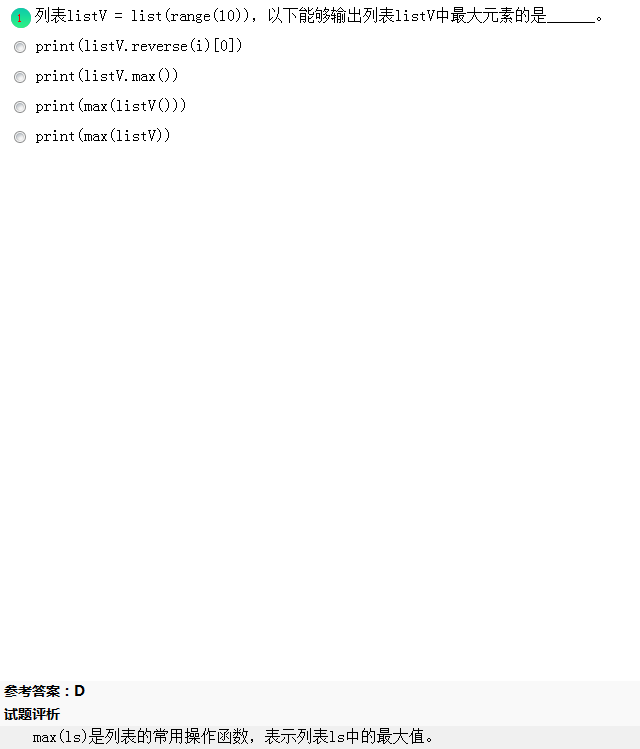 1 列表listV = list(range(10)), 以下能够输出列表listV中最大元素的是______。
print(listV.reverse(i)[0])
print(listV.max())
print(max(listV()))
print(max(listV))
参考答案：D
试题评析
max(ls)是列表的常用操作函数，表示列表ls中的最大值。